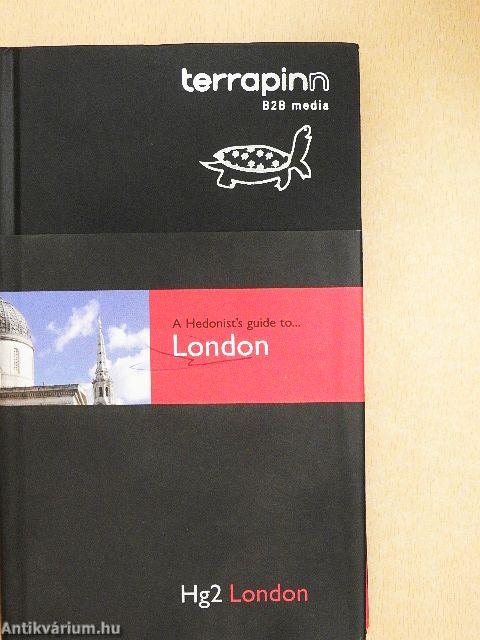 terrapinn
B2B media
A Hedonist's guide to...
London
Hg2 London
Antikvárium.hu